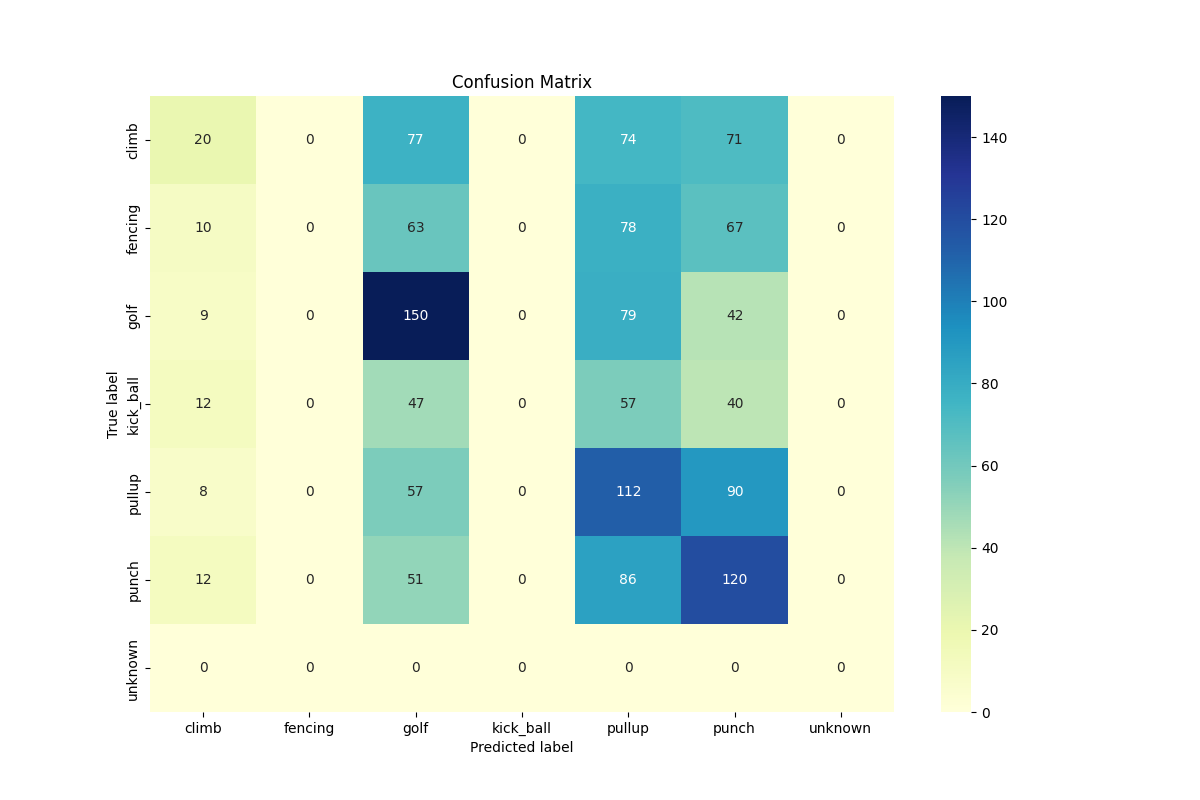 Confusion Matrix
climb 20 0 77 0 74 71 0
fencing 10 0 63 0 78 67 0
golf 9 0 150 0 79 42 0
kick_ball 12 0 47 0 57 40 0
pullup 8 0 57 0 112 90 0
punch 12 0 51 0 86 120 0
unknown 0 0 0 0 0 0 0
True label
climb fencing golf kick_ball pullup punch unknown
Predicted label
140
120
100
80
60
40
20
0